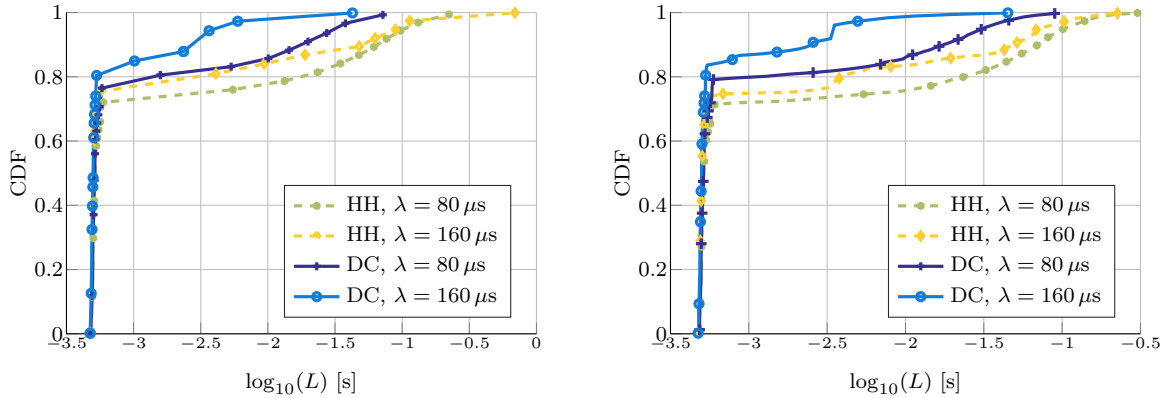 1
0.8
0.6
0.4
0.2
0
CDF
−3.5 −3 −2.5 −2 −1.5 −1 −0.5 0
log₁₀(L) [s]
HH, λ = 80 μs
HH, λ = 160 μs
DC, λ = 80 μs
DC, λ = 160 μs
1
0.8
0.6
0.4
0.2
0
CDF
−3.5 −3 −2.5 −2 −1.5 −1 −0.5
log₁₀(L) [s]
HH, λ = 80 μs
HH, λ = 160 μs
DC, λ = 80 μs
DC, λ = 160 μs